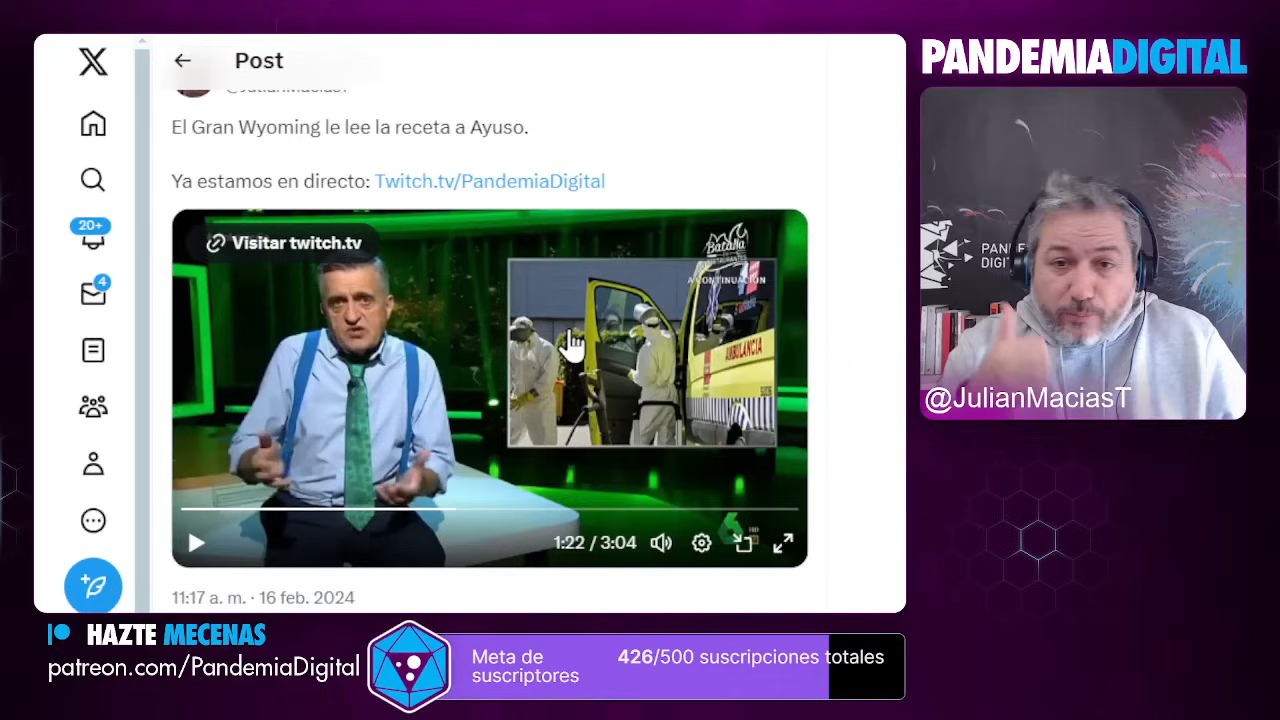 Post
El Gran Wyoming le lee la receta a Ayuso.
Ya estamos en directo: Twitch.tv/PandemiaDigital
20+
4
Visitar twitch.tv
Batalla
A CONTINUACIÓN
AMBULANCIA
1:22 / 3:04
11:17 a. m. · 16 feb. 2024
PANDEMIADIGITAL
@JulianMaciasT
HAZTE MECENAS
patreon.com/PandemiaDigital
Meta de
suscriptores
426/500 suscripciones totales